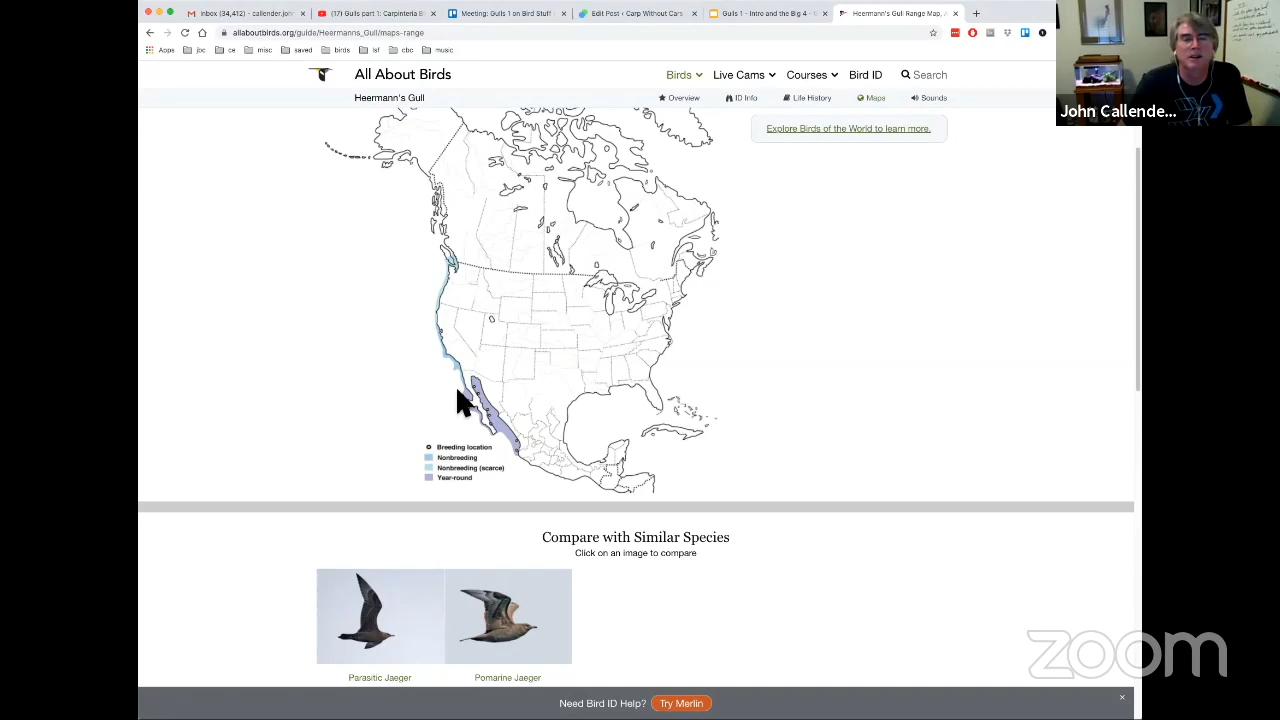 Inbox (34,412) - callender.john
(17) Gulls part 1: Carpinteria B
Meeting: Gulls 1 on Bird Stuff
Edit Post ‹ Carp Without Cars
Gulls 1 - Intro and the Big 4 -
Heermann's Gull Range Map, A
allaboutbirds.org/guide/Heermanns_Gull/maps-range
Apps jbc ce misc saved birds lsf obb music
All About Birds
Birds Live Cams Courses Bird ID Search
Heermann's Gull
Overview ID Info Life History Maps Sounds
Explore Birds of the World to learn more.
John Callende...
Breeding location
Nonbreeding
Nonbreeding (scarce)
Year-round
Compare with Similar Species
Click on an image to compare
Parasitic Jaeger Pomarine Jaeger
Need Bird ID Help? Try Merlin
zoom